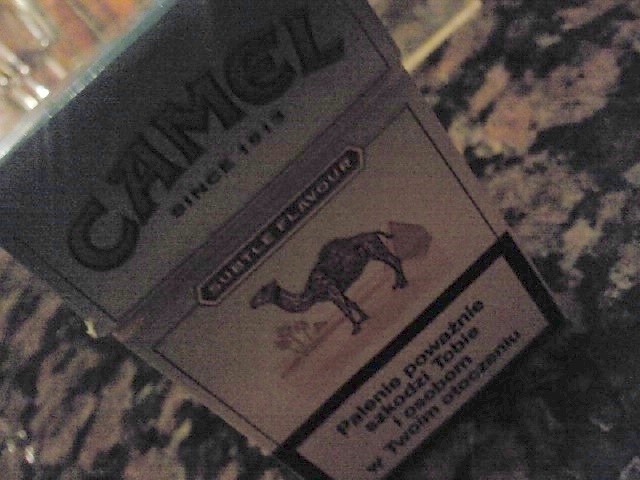 CAMEL
SINCE 1913
SUBTLE FLAVOUR
Palenie poważnie
szkodzi Tobie
i osobom
w Twoim otoczeniu